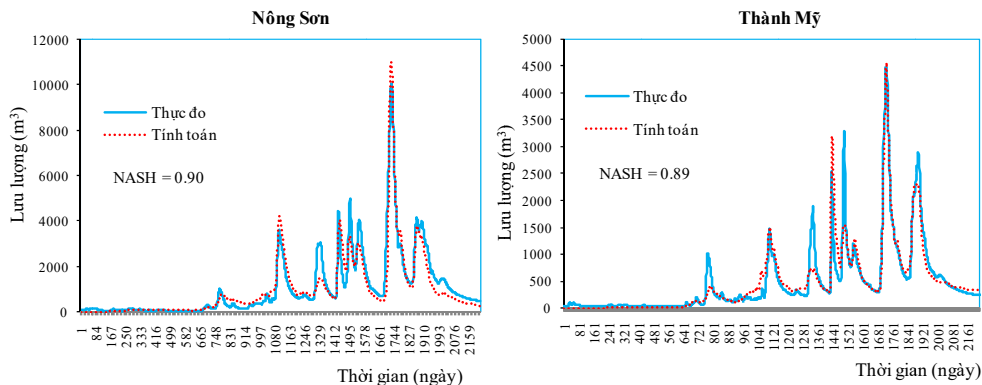 Nông Sơn
12000
10000
8000
6000
4000
2000
0
Lưu lượng (m³)
Thực đo
Tính toán
NASH = 0.90
1 84 167 250 333 416 499 582 665 748 831 914 997 1080 1163 1246 1329 1412 1495 1578 1661 1744 1827 1910 1993 2076 2159
Thời gian (ngày)
Thành Mỹ
5000
4500
4000
3500
3000
2500
2000
1500
1000
500
0
Lưu lượng (m³)
Thực đo
Tính toán
NASH = 0.89
1 81 161 241 321 401 481 561 641 721 801 881 961 1041 1121 1201 1281 1361 1441 1521 1601 1681 1761 1841 1921 2001 2081 2161
Thời gian (ngày)